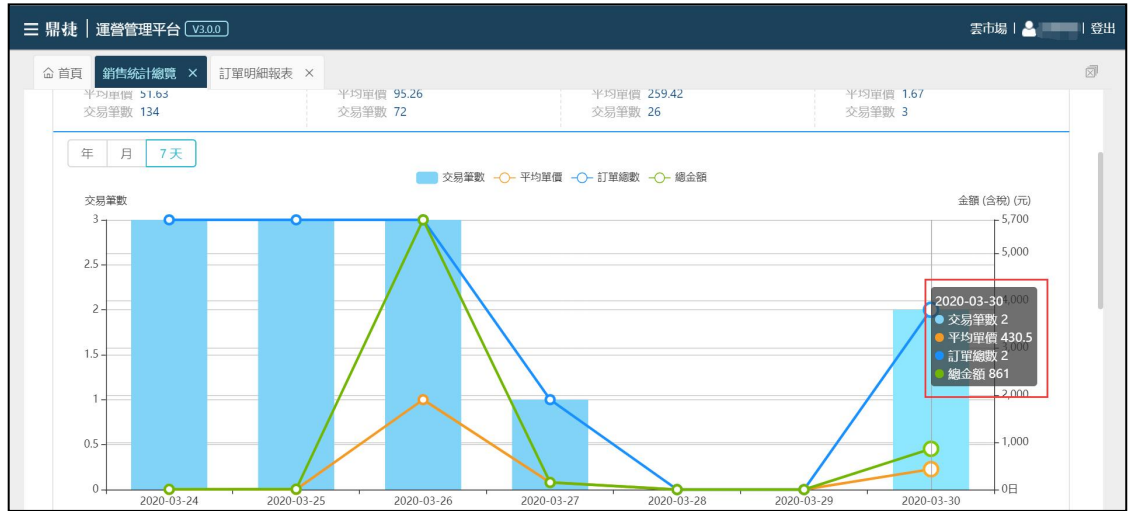 鼎捷 運營管理平台 V3.0.0 雲市場 登出
首頁 銷售統計總覽 × 訂單明細報表 ×
平均單價 51.63 平均單價 95.26 平均單價 259.42 平均單價 1.67
交易筆數 134 交易筆數 72 交易筆數 26 交易筆數 3
年 月 7天
交易筆數 平均單價 訂單總數 總金額
交易筆數 金額 (含稅) (元)
3 5,700
5,000
2.5
2 4,000
2020-03-30
交易筆數 2
平均單價 430.5
訂單總數 2
總金額 861
1.5 3,000
1 2,000
0.5 1,000
0 0日
2020-03-24 2020-03-25 2020-03-26 2020-03-27 2020-03-28 2020-03-29 2020-03-30